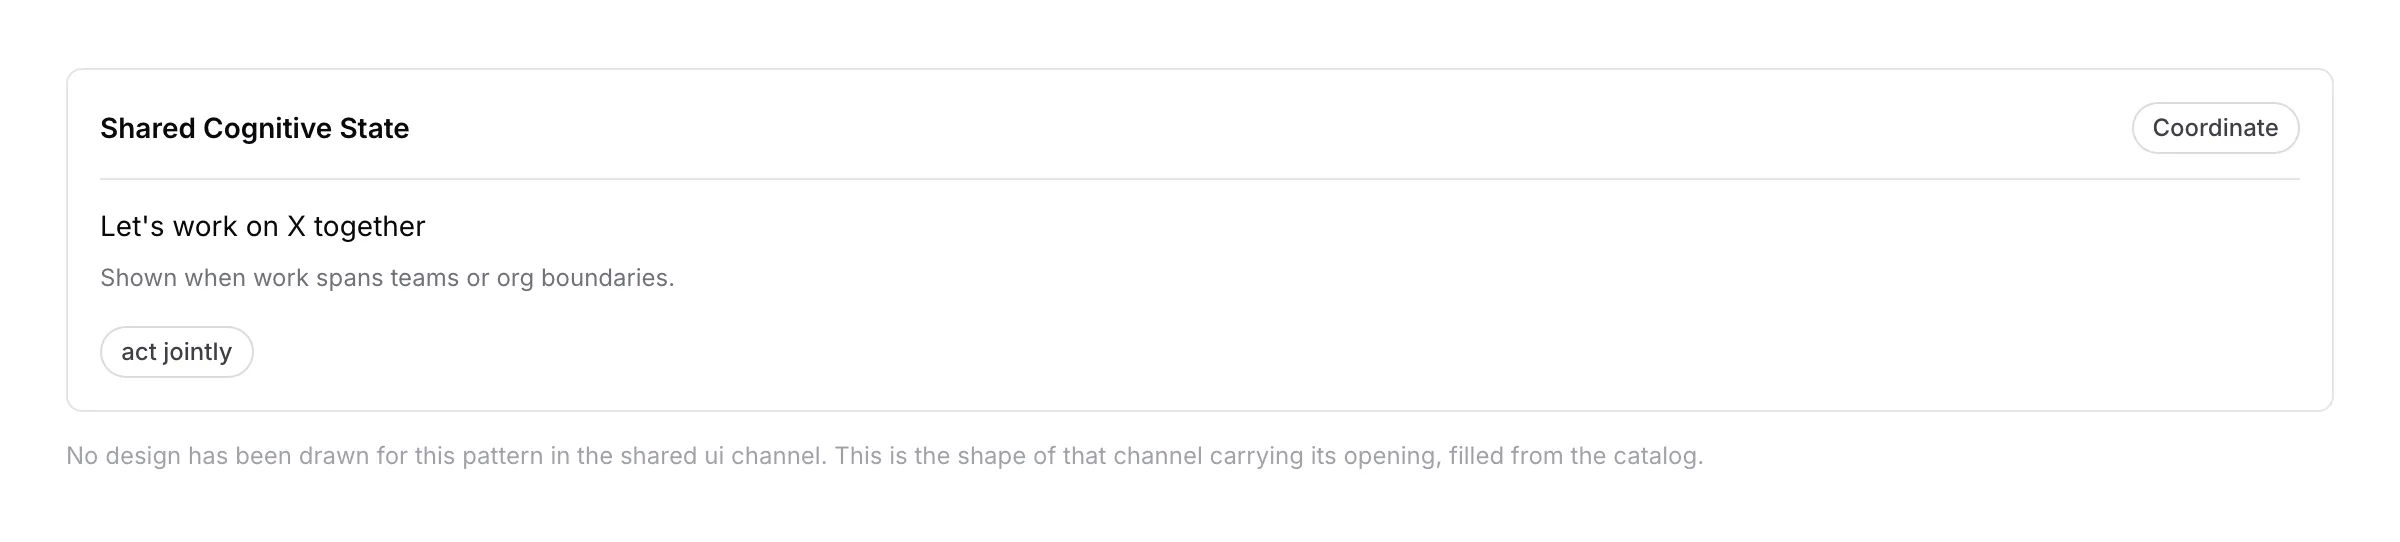 Shared Cognitive State
Coordinate
Let's work on X together
Shown when work spans teams or org boundaries.
act jointly
No design has been drawn for this pattern in the shared ui channel. This is the shape of that channel carrying its opening, filled from the catalog.